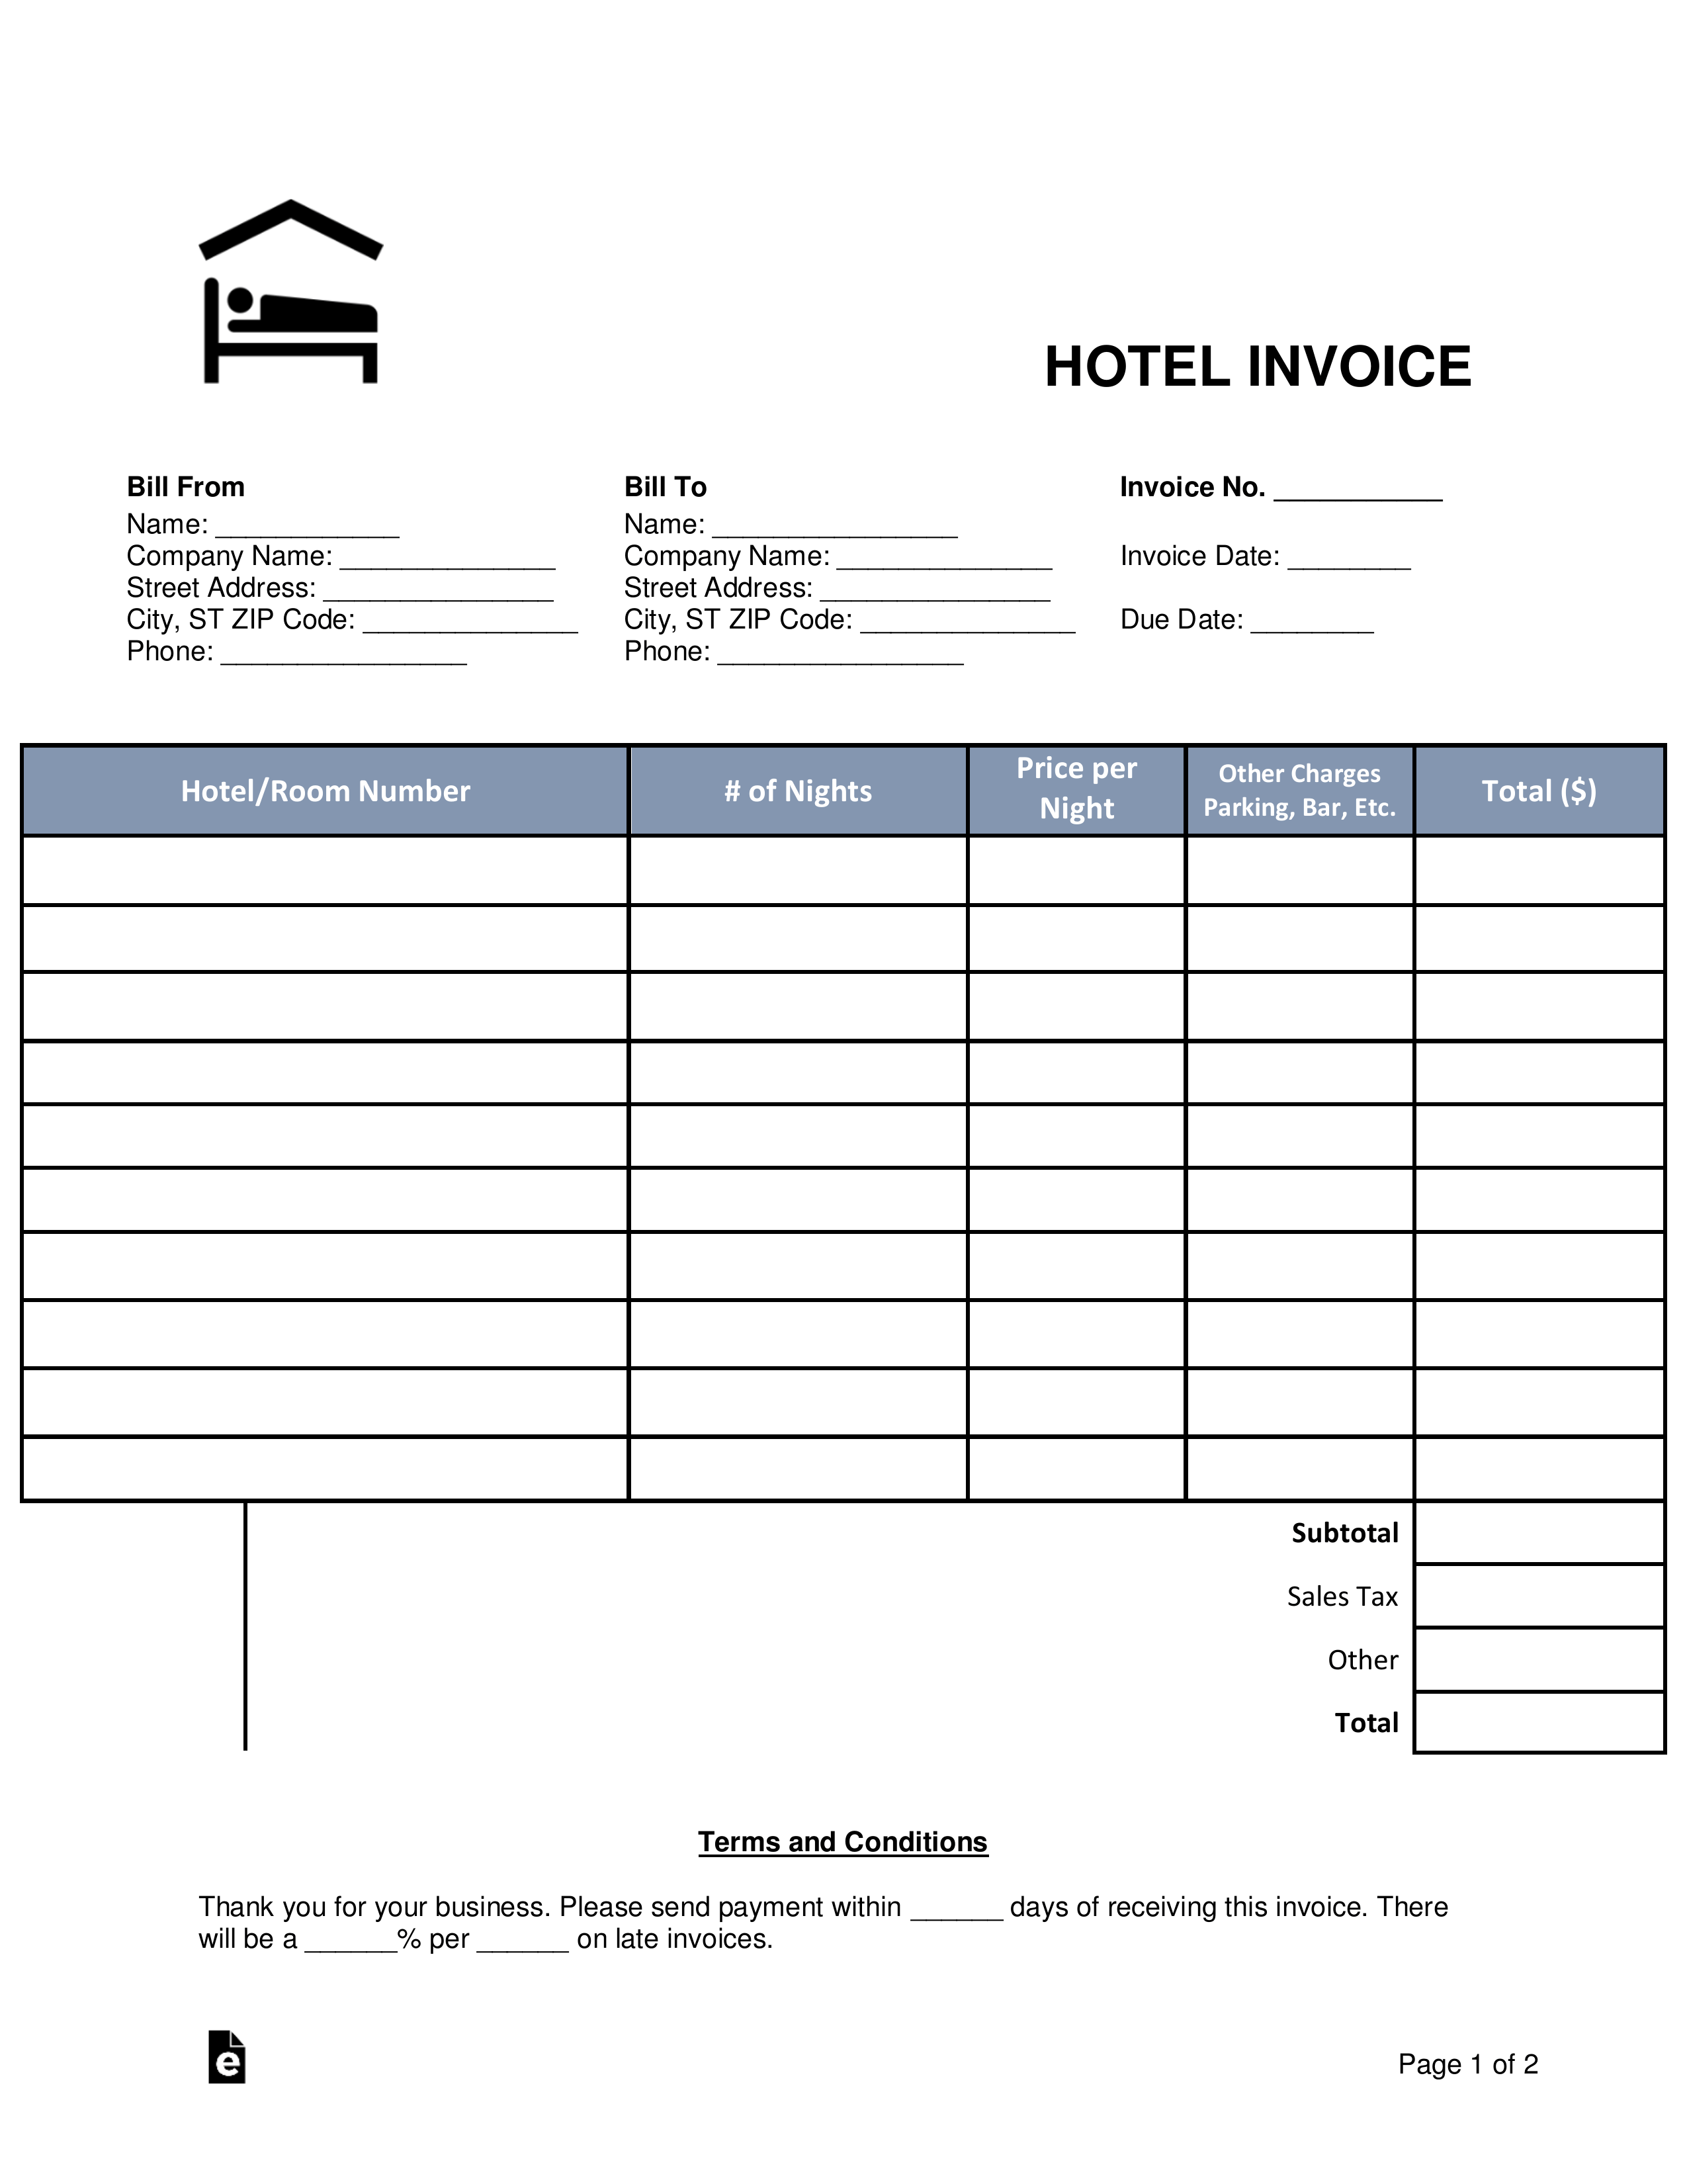 HOTEL INVOICE
Bill From
Name: ____________
Company Name: ______________
Street Address: _______________
City, ST ZIP Code: ______________
Phone: ________________
Bill To
Name: ________________
Company Name: ______________
Street Address: _______________
City, ST ZIP Code: ______________
Phone: ________________
Invoice No. ___________
Invoice Date: ________
Due Date: ________
Hotel/Room Number
# of Nights
Price per
Night
Other Charges
Parking, Bar, Etc.
Total ($)
Subtotal
Sales Tax
Other
Total
Terms and Conditions
Thank you for your business. Please send payment within ______ days of receiving this invoice. There
will be a ______% per ______ on late invoices.
e
Page 1 of 2